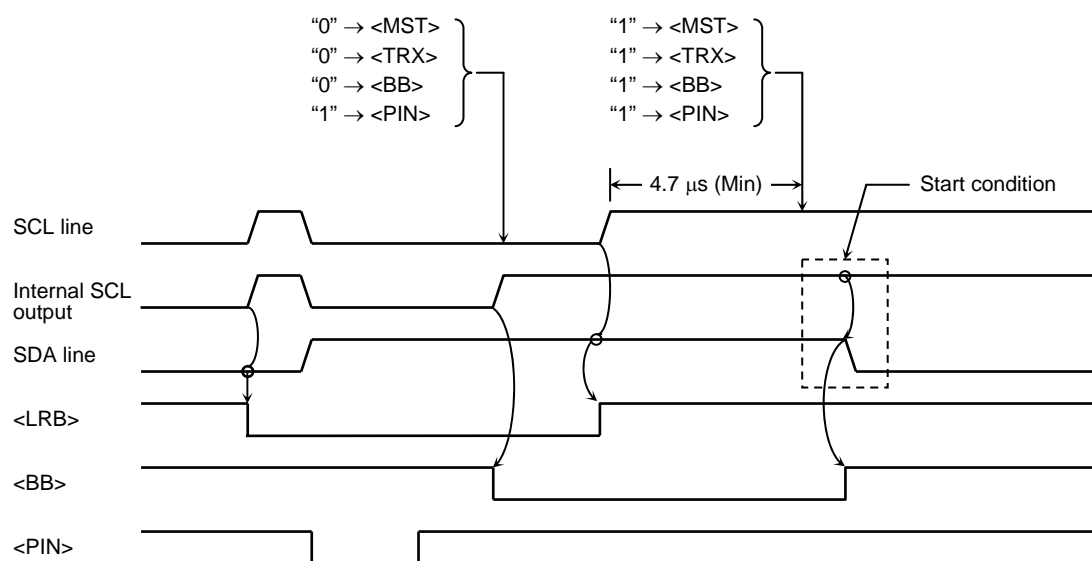 “0” → <MST>
“0” → <TRX>
“0” → <BB>
“1” → <PIN>
“1” → <MST>
“1” → <TRX>
“1” → <BB>
“1” → <PIN>
4.7 μs (Min)
Start condition
SCL line
Internal SCL
output
SDA line
<LRB>
<BB>
<PIN>